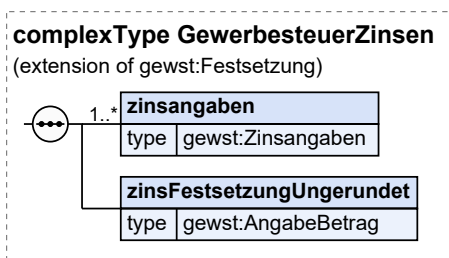 complexType GewerbesteuerZinsen
(extension of gewst:Festsetzung)
1..* zinsangaben
type gewst:Zinsangaben
zinsFestsetzungUngerundet
type gewst:AngabeBetrag